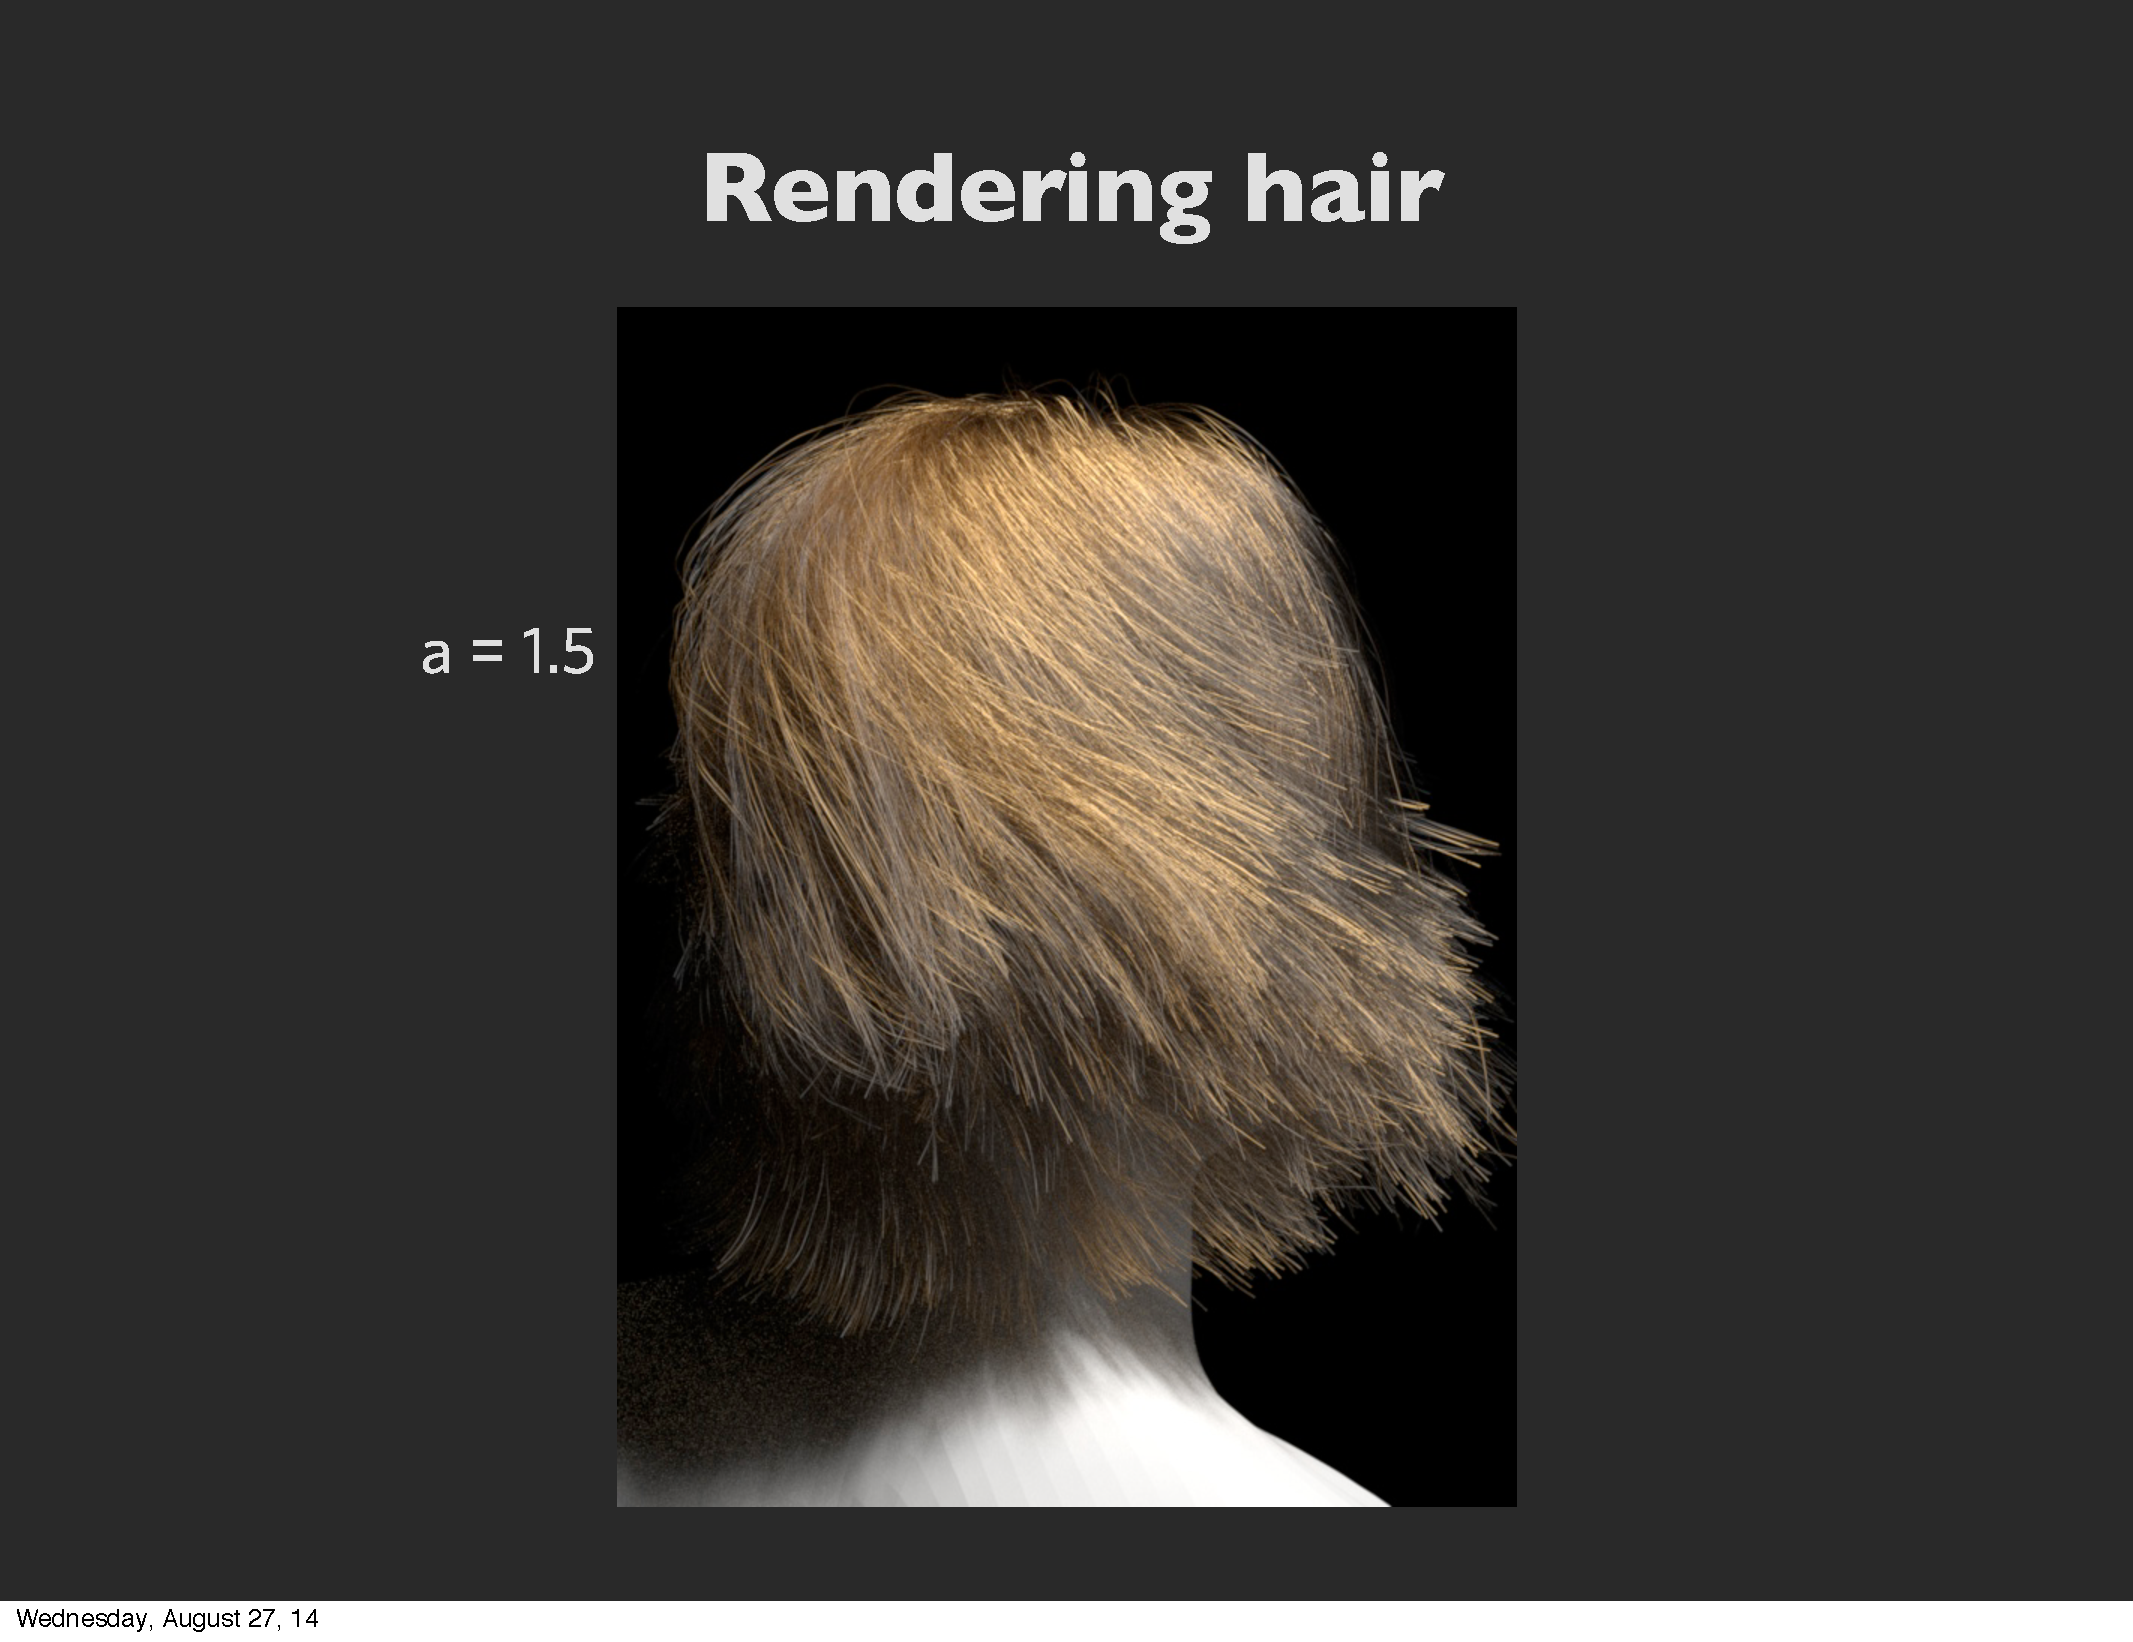 Rendering hair
a = 1.5
Wednesday, August 27, 14